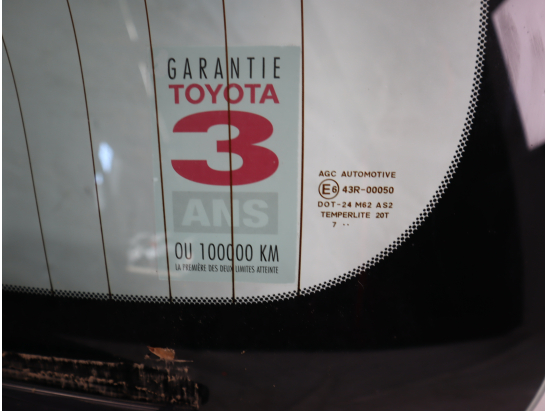 GARANTIE
TOYOTA
3
ANS
OU 100000 KM
LA PREMIÈRE DES DEUX LIMITES ATTEINTE
AGC AUTOMOTIVE
E6 43R-00050
DOT-24 M62 AS2
TEMPERLITE 20T
7 ··